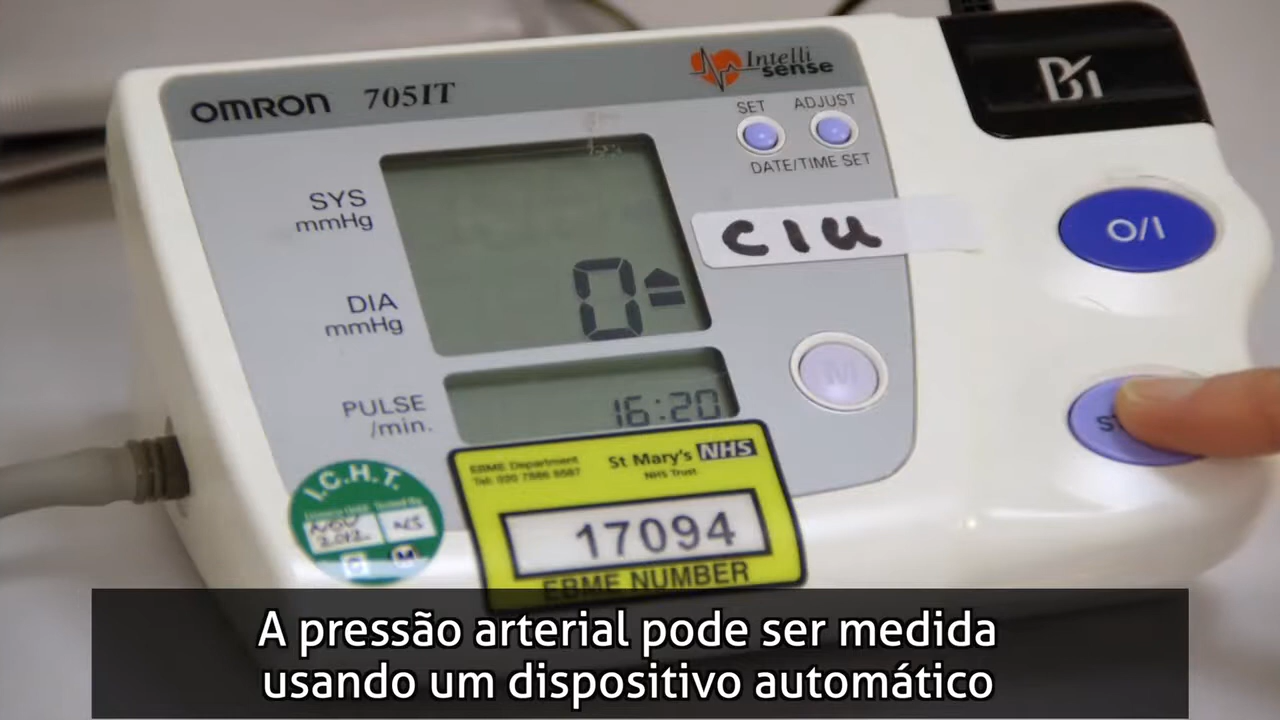 OMRON 705IT
Intelli
sense
SET ADJUST
DATE/TIME SET
SYS
mmHg
DIA
mmHg
PULSE
/min.
0
16:20
CIU
M
O/I
I.C.H.T.
NOV
2012
M
EBME Department
St Mary's NHS
NHS Trust
17094
EBME NUMBER
A pressão arterial pode ser medida
usando um dispositivo automático